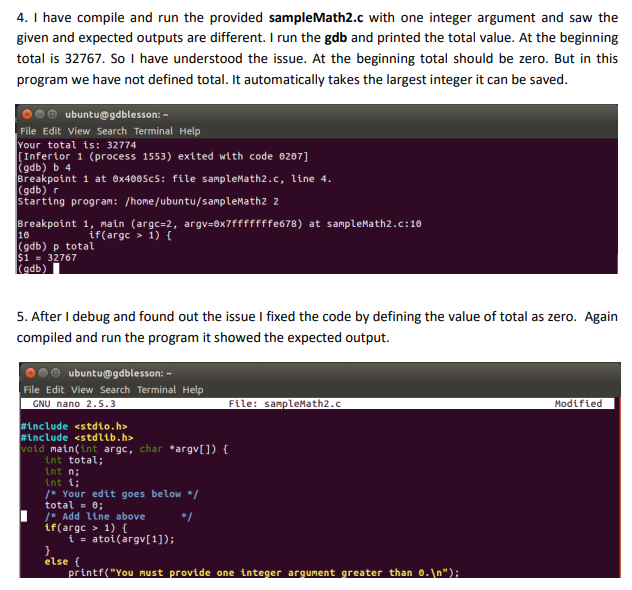 4. I have compile and run the provided sampleMath2.c with one integer argument and saw the
given and expected outputs are different. I run the gdb and printed the total value. At the beginning
total is 32767. So I have understood the issue. At the beginning total should be zero. But in this
program we have not defined total. It automatically takes the largest integer it can be saved.
ubuntu@gdblesson: ~
File Edit View Search Terminal Help
Your total is: 32774
[Inferior 1 (process 1553) exited with code 0207]
(gdb) b 4
Breakpoint 1 at 0x4005c5: file sampleMath2.c, line 4.
(gdb) r
Starting program: /home/ubuntu/sampleMath2 2
Breakpoint 1, main (argc=2, argv=0x7fffffffe678) at sampleMath2.c:10
10 if(argc > 1) {
(gdb) p total
$1 = 32767
(gdb)
5. After I debug and found out the issue I fixed the code by defining the value of total as zero. Again
compiled and run the program it showed the expected output.
ubuntu@gdblesson: ~
File Edit View Search Terminal Help
GNU nano 2.5.3 File: sampleMath2.c Modified
#include <stdio.h>
#include <stdlib.h>
void main(int argc, char *argv[]) {
int total;
int n;
int i;
/* Your edit goes below */
total = 0;
/* Add line above */
if(argc > 1) {
i = atoi(argv[1]);
}
else {
printf("You must provide one integer argument greater than 0.\n");